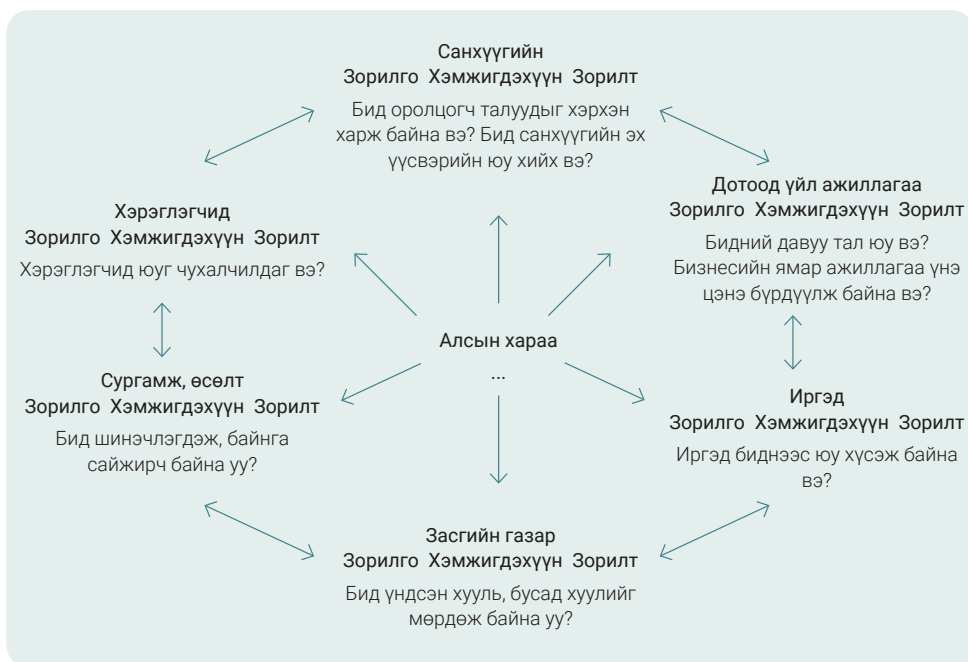 Санхүүгийн
Зорилго Хэмжигдэхүүн Зорилт
Бид оролцогч талуудыг хэрхэн
харж байна вэ? Бид санхүүгийн эх
үүсвэрийн юу хийх вэ?
Хэрэглэгчид
Зорилго Хэмжигдэхүүн Зорилт
Хэрэглэгчид юуг чухалчилдаг вэ?
Дотоод үйл ажиллагаа
Зорилго Хэмжигдэхүүн Зорилт
Бидний давуу тал юу вэ?
Бизнесийн ямар ажиллагаа үнэ
цэнэ бүрдүүлж байна вэ?
Алсын хараа
...
Сургамж, өсөлт
Зорилго Хэмжигдэхүүн Зорилт
Бид шинэчлэгдэж, байнга
сайжирч байна уу?
Иргэд
Зорилго Хэмжигдэхүүн Зорилт
Иргэд биднээс юу хүсэж байна
вэ?
Засгийн газар
Зорилго Хэмжигдэхүүн Зорилт
Бид үндсэн хууль, бусад хуулийг
мөрдөж байна уу?